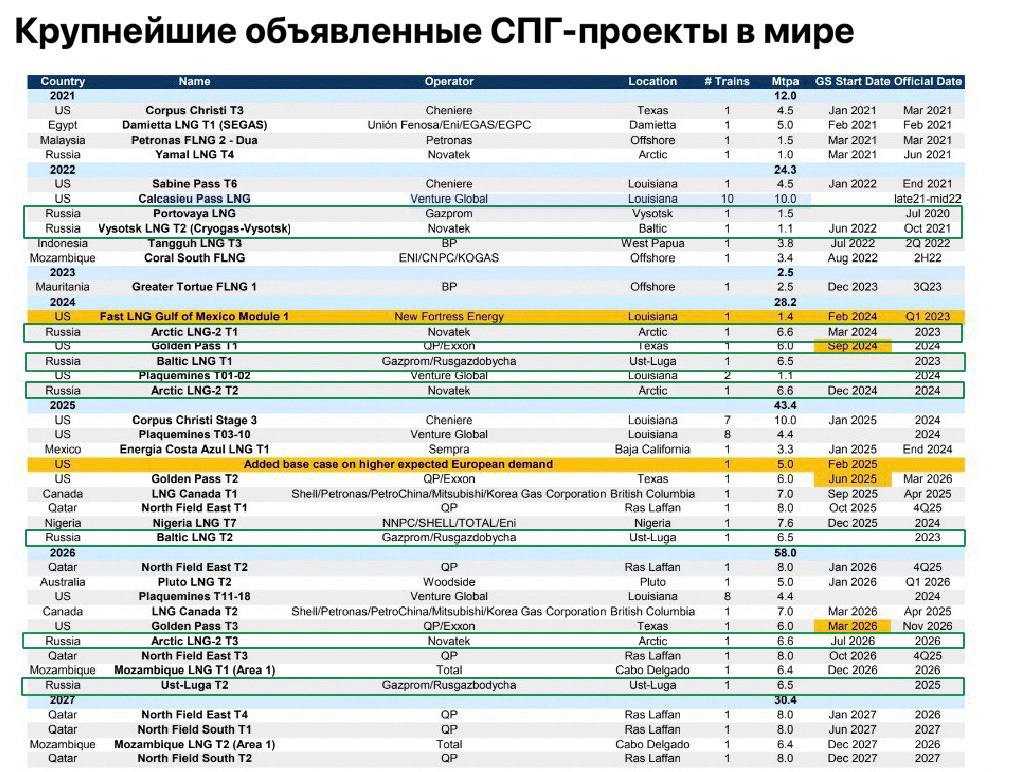 Крупнейшие объявленные СПГ-проекты в мире
Country Name Operator Location # Trains Mtpa GS Start Date Official Date
2021 12.0
US Corpus Christi T3 Cheniere Texas 1 4.5 Jan 2021 Mar 2021
Egypt Damietta LNG T1 (SEGAS) Unión Fenosa/Eni/EGAS/EGPC Damietta 1 5.0 Feb 2021 Feb 2021
Malaysia Petronas FLNG 2 - Dua Petronas Offshore 1 1.5 Mar 2021 Mar 2021
Russia Yamal LNG T4 Novatek Arctic 1 1.0 Mar 2021 Jun 2021
2022 24.3
US Sabine Pass T6 Cheniere Louisiana 1 4.5 Jan 2022 End 2021
US Calcasieu Pass LNG Venture Global Louisiana 10 10.0 late21-mid22
Russia Portovaya LNG Gazprom Vysotsk 1 1.5 Jul 2020
Russia Vysotsk LNG T2 (Cryogas-Vysotsk) Novatek Baltic 1 1.1 Jun 2022 Oct 2021
Indonesia Tangguh LNG T3 BP West Papua 1 3.8 Jul 2022 2Q 2022
Mozambique Coral South FLNG ENI/CNPC/KOGAS Offshore 1 3.4 Aug 2022 2H22
2023 2.5
Mauritania Greater Tortue FLNG 1 BP Offshore 1 2.5 Dec 2023 3Q23
2024 28.2
US Fast LNG Gulf of Mexico Module 1 New Fortress Energy Louisiana 1 1.4 Feb 2024 Q1 2023
Russia Arctic LNG-2 T1 Novatek Arctic 1 6.6 Mar 2024 2023
US Golden Pass T1 QP/Exxon Texas 1 6.0 Sep 2024 2024
Russia Baltic LNG T1 Gazprom/Rusgazdobycha Ust-Luga 1 6.5 2023
US Plaquemines T01-02 Venture Global Louisiana 2 1.1 2024
Russia Arctic LNG-2 T2 Novatek Arctic 1 6.6 Dec 2024 2024
2025 43.4
US Corpus Christi Stage 3 Cheniere Louisiana 7 10.0 Jan 2025 2024
US Plaquemines T03-10 Venture Global Louisiana 8 4.4 2024
Mexico Energia Costa Azul LNG T1 Sempra Baja California 1 3.3 Jan 2025 End 2024
US Added base case on higher expected European demand 1 5.0 Feb 2025
US Golden Pass T2 QP/Exxon Texas 1 6.0 Jun 2025 Mar 2026
Canada LNG Canada T1 Shell/Petronas/PetroChina/Mitsubishi/Korea Gas Corporation British Columbia 1 7.0 Sep 2025 Apr 2025
Qatar North Field East T1 QP Ras Laffan 1 8.0 Oct 2025 4Q25
Nigeria Nigeria LNG T7 NNPC/SHELL/TOTAL/Eni Nigeria 1 7.6 Dec 2025 2024
Russia Baltic LNG T2 Gazprom/Rusgazdobycha Ust-Luga 1 6.5 2023
2026 58.0
Qatar North Field East T2 QP Ras Laffan 1 8.0 Jan 2026 4Q25
Australia Pluto LNG T2 Woodside Pluto 1 5.0 Jan 2026 Q1 2026
US Plaquemines T11-18 Venture Global Louisiana 8 4.4 2024
Canada LNG Canada T2 Shell/Petronas/PetroChina/Mitsubishi/Korea Gas Corporation British Columbia 1 7.0 Mar 2026 Apr 2025
US Golden Pass T3 QP/Exxon Texas 1 6.0 Mar 2026 Nov 2026
Russia Arctic LNG-2 T3 Novatek Arctic 1 6.6 Jul 2026 2026
Qatar North Field East T3 QP Ras Laffan 1 8.0 Oct 2026 4Q25
Mozambique Mozambique LNG T1 (Area 1) Total Cabo Delgado 1 6.4 Dec 2026 2026
Russia Ust-Luga T2 Gazprom/Rusgazbodycha Ust-Luga 1 6.5 2025
2027 30.4
Qatar North Field East T4 QP Ras Laffan 1 8.0 Jan 2027 2026
Qatar North Field South T1 QP Ras Laffan 1 8.0 Jun 2027 2027
Mozambique Mozambique LNG T2 (Area 1) Total Cabo Delgado 1 6.4 Dec 2027 2026
Qatar North Field South T2 QP Ras Laffan 1 8.0 Dec 2027 2027